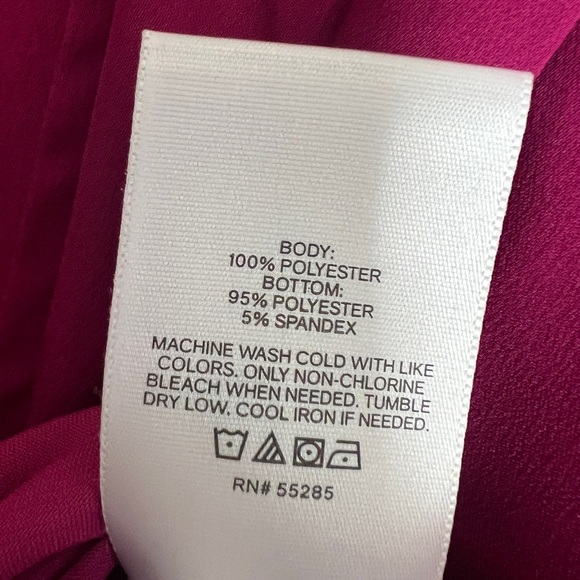 BODY:
100% POLYESTER
BOTTOM:
95% POLYESTER
5% SPANDEX
MACHINE WASH COLD WITH LIKE
COLORS. ONLY NON-CHLORINE
BLEACH WHEN NEEDED. TUMBLE
DRY LOW. COOL IRON IF NEEDED.
RN# 55285